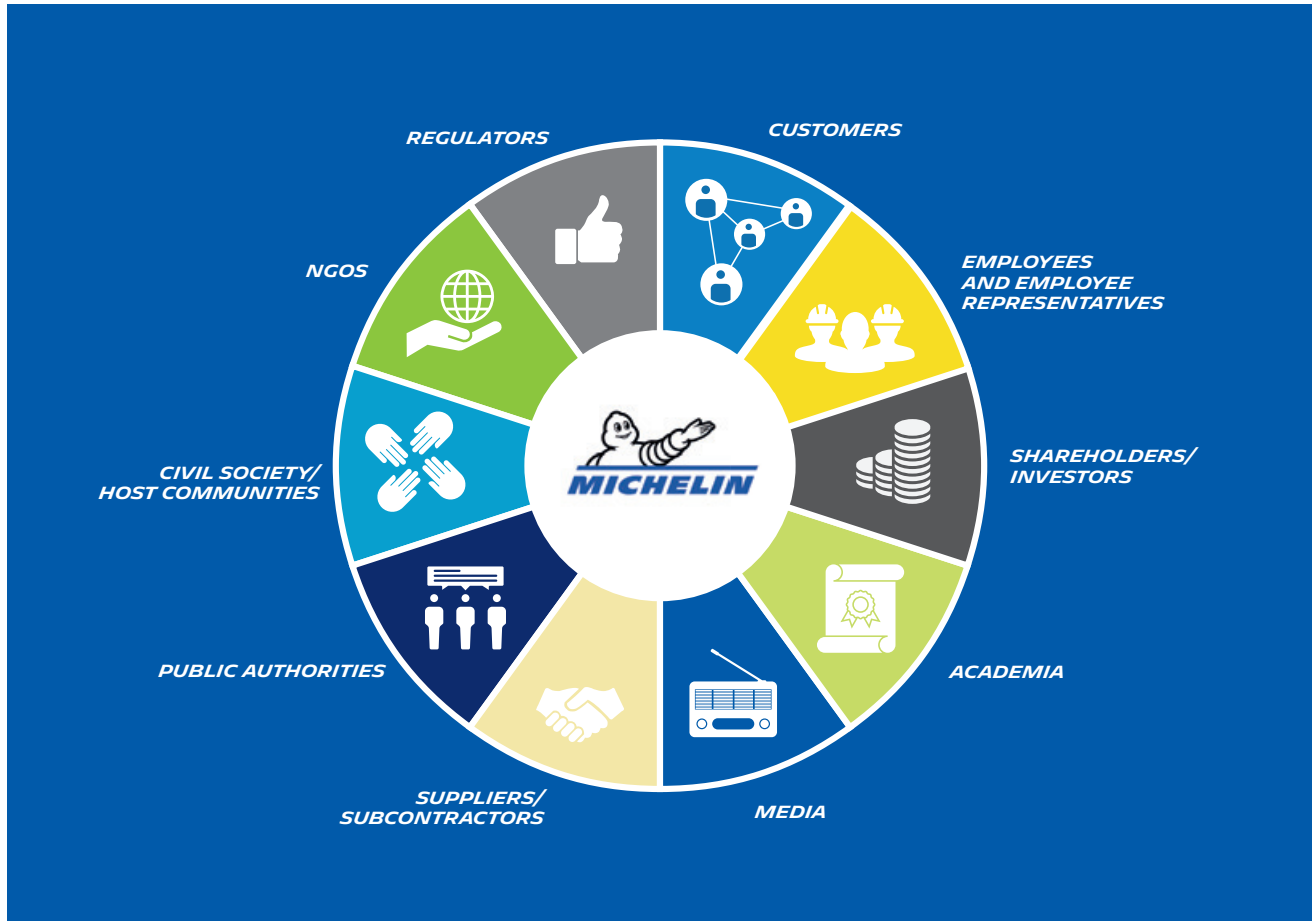 REGULATORS
CUSTOMERS
NGOS
EMPLOYEES
AND EMPLOYEE
REPRESENTATIVES
CIVIL SOCIETY/
HOST COMMUNITIES
MICHELIN
SHAREHOLDERS/
INVESTORS
PUBLIC AUTHORITIES
ACADEMIA
SUPPLIERS/
SUBCONTRACTORS
MEDIA